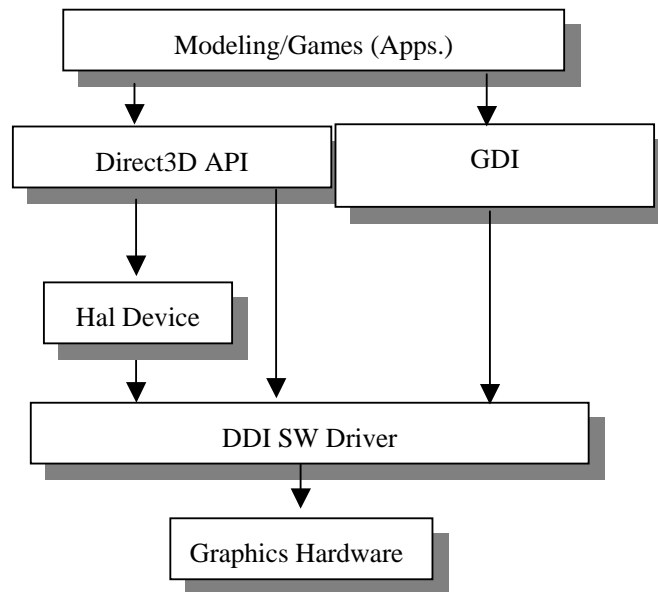 Modeling/Games (Apps.)
Direct3D API
GDI
Hal Device
DDI SW Driver
Graphics Hardware